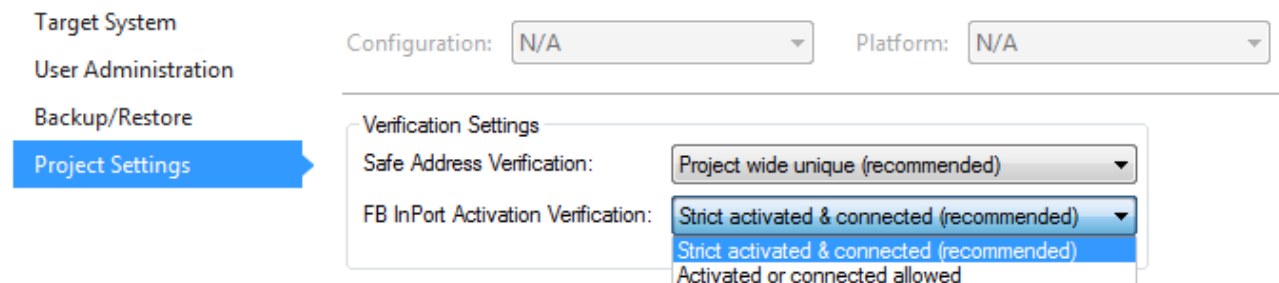 Target System
User Administration
Backup/Restore
Project Settings
Configuration: N/A Platform: N/A
Verification Settings
Safe Address Verification: Project wide unique (recommended)
FB InPort Activation Verification: Strict activated & connected (recommended)
Strict activated & connected (recommended)
Activated or connected allowed